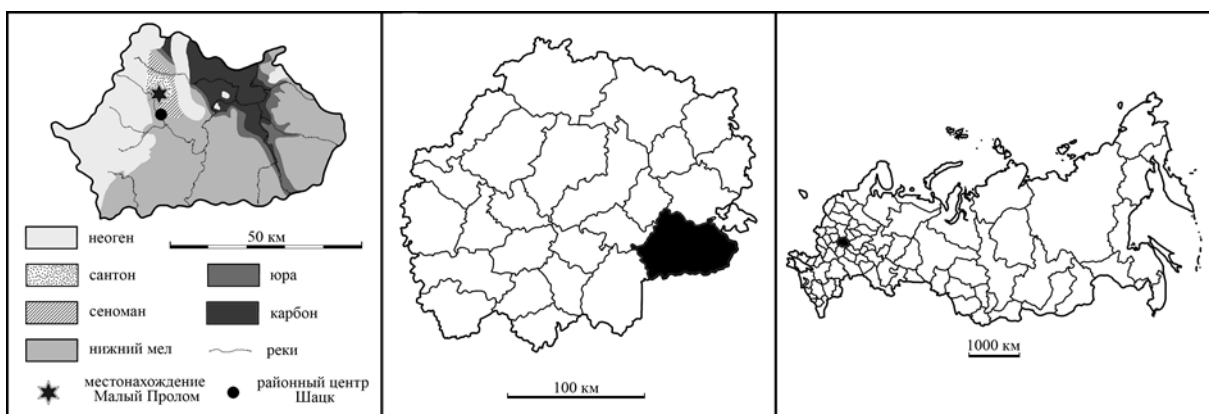 50 км
неоген
сантон
юра
сеноман
карбон
нижний мел
реки
местонахождение
Малый Пролом
районный центр
Шацк
100 км
1000 км